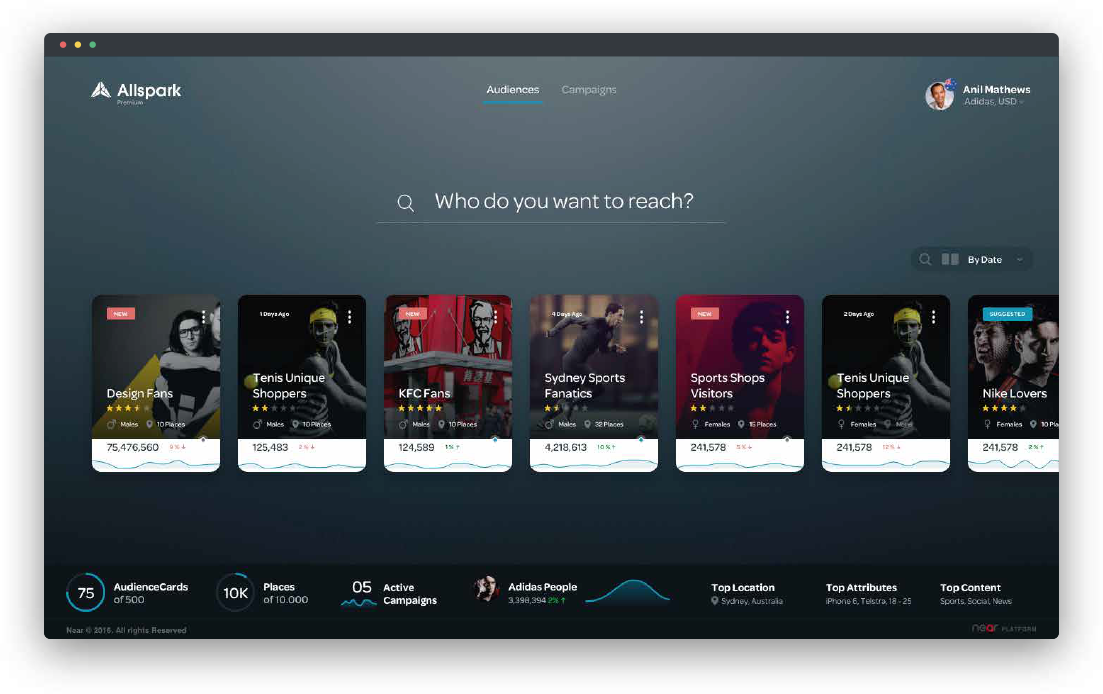 Allspark
Premium
Audiences
Campaigns
Anil Mathews
Adidas, USD
Who do you want to reach?
By Date
NEW
Design Fans
Males
10 Places
75,476,560
1 Days Ago
Tenis Unique
Shoppers
Males
10 Places
125,483
NEW
KFC Fans
Males
10 Places
124,589
1% ↑
4 Days Ago
Sydney Sports
Fanatics
Males
32 Places
4,218,613
10% ↑
NEW
Sports Shops
Visitors
Females
15 Places
241,578
5% ↓
2 Days Ago
Tenis Unique
Shoppers
Females
241,578
12% ↓
SUGGESTED
Nike Lovers
Females
10 Pla
241,578
2% ↑
75
AudienceCards
of 500
10K
Places
of 10.000
05
Active
Campaigns
Adidas People
3,398,394 2% ↑
Top Location
Sydney, Australia
Top Attributes
iPhone 6, Telstra, 18 - 25
Top Content
Sports, Social, News
Near © 2016. All rights Reserved
near PLATFORM